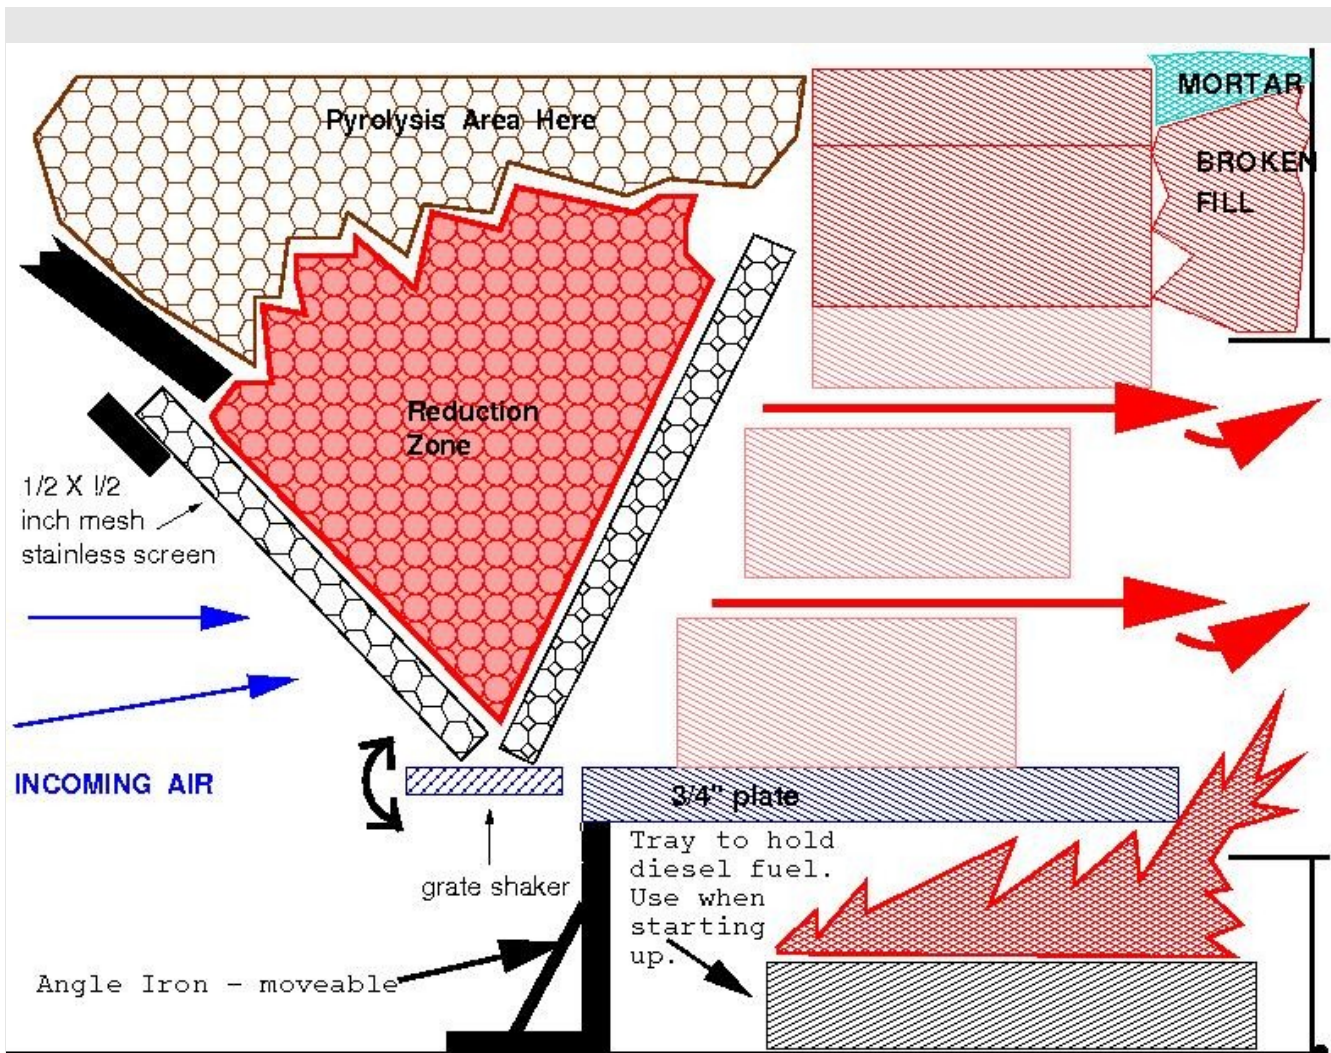 Pyrolysis Area Here
MORTAR
BROKEN
FILL
Reduction
Zone
1/2 X 1/2
inch mesh
stainless screen
INCOMING AIR
3/4" plate
grate shaker
Tray to hold
diesel fuel.
Use when
starting
up.
Angle Iron - moveable